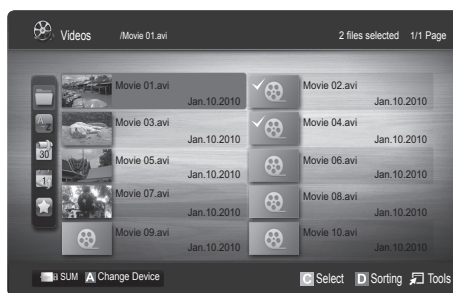 Videos /Movie 01.avi 2 files selected 1/1 Page
Movie 01.avi Movie 02.avi
Jan.10.2010 Jan.10.2010
Movie 03.avi Movie 04.avi
Jan.10.2010 Jan.10.2010
Movie 05.avi Movie 06.avi
Jan.10.2010 Jan.10.2010
Movie 07.avi Movie 08.avi
Jan.10.2010 Jan.10.2010
Movie 09.avi Movie 10.avi
Jan.10.2010 Jan.10.2010
SUM A Change Device C Select D Sorting Tools